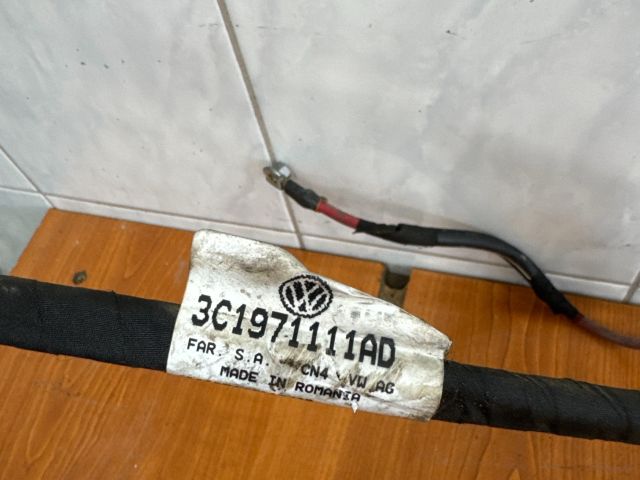 3C1971111AD
FAR. S.A. CN4 VW AG
MADE IN ROMANIA